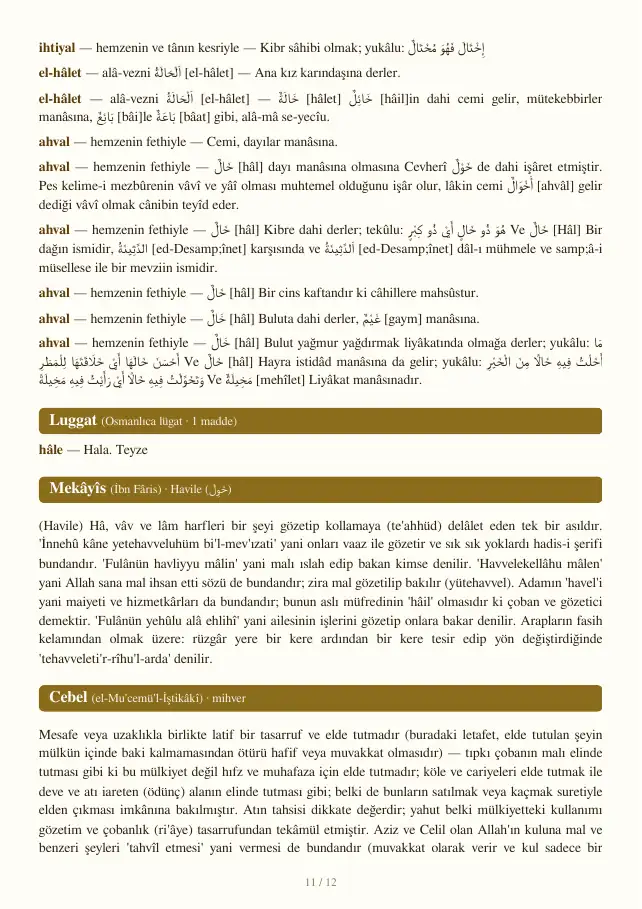 ihtiyal — hemzenin ve tânın kesriyle — Kibr sâhibi olmak; yukâlu: إِخْتَالَ فَهُوَ مُخْتَالٌ
el-hâlet — alâ-vezni اَلْحَالَةُ [el-hâlet] — Ana kız karındaşına derler.
el-hâlet — alâ-vezni اَلْحَالَةُ [el-hâlet] — خَالَةٌ [hâlet] خَائِلٌ [hâil]in dahi cemi gelir, mütekebbirler
manâsına, بَائِعٌ [bâi]le بَاعَةٌ [bâat] gibi, alâ-mâ se-yecîu.
ahval — hemzenin fethiyle — Cemi, dayılar manâsına.
ahval — hemzenin fethiyle — خَالٌ [hâl] dayı manâsına olmasına Cevherî خَوْلٌ de dahi işâret etmiştir.
Pes kelime-i mezbûrenin vâvî ve yâî olması muhtemel olduğunu işâr olur, lâkin cemi أَخْوَالٌ [ahvâl] gelir
dediği vâvî olmak cânibin teyîd eder.
ahval — hemzenin fethiyle — خَالٌ [hâl] Kibre dahi derler; tekûlu: هُوَ ذُو خَالٍ أَيْ ذُو كِبْرٍ Ve خَالٌ [Hâl] Bir
dağın ismidir, الدَّثِينَةُ [ed-Desamp;înet] karşısında ve اَلدَّثِينَةُ [ed-Desamp;înet] dâl-ı mühmele ve samp;â-i
müsellese ile bir mevziin ismidir.
ahval — hemzenin fethiyle — خَالٌ [hâl] Bir cins kaftandır ki câhillere mahsûstur.
ahval — hemzenin fethiyle — خَالٌ [hâl] Buluta dahi derler, غَيْمٌ [gaym] manâsına.
ahval — hemzenin fethiyle — خَالٌ [hâl] Bulut yağmur yağdırmak liyâkatında olmağa derler; yukâlu: مَا
أَحْسَنَ خَالَهَا أَيْ خَلَاقَتَهَا لِلْمَطَرِ Ve خَالٌ [hâl] Hayra istidâd manâsına da gelir; yukâlu: أَخَلْتُ فِيهِ خَالًا مِنَ الْخَيْرِ
وَتَخَوَّلْتُ فِيهِ خَالًا أَيْ رَأَيْتُ فِيهِ مَخِيلَةً Ve مَخِيلَةٌ [mehîlet] Liyâkat manâsınadır.
Luggat (Osmanlıca lügat · 1 madde)
hâle — Hala. Teyze
Mekâyîs (İbn Fâris) · Havile (خول)
(Havile) Hâ, vâv ve lâm harfleri bir şeyi gözetip kollamaya (te'ahhüd) delâlet eden tek bir asıldır.
'İnnehû kâne yetehavveluhüm bi'l-mev'ızati' yani onları vaaz ile gözetir ve sık sık yoklardı hadis-i şerifi
bundandır. 'Fulânün havliyyu mâlin' yani malı ıslah edip bakan kimse denilir. 'Havvelekellâhu mâlen'
yani Allah sana mal ihsan etti sözü de bundandır; zira mal gözetilip bakılır (yütehavvel). Adamın 'havel'i
yani maiyeti ve hizmetkârları da bundandır; bunun aslı müfredinin 'hâil' olmasıdır ki çoban ve gözetici
demektir. 'Fulânün yehûlu alâ ehlihî' yani ailesinin işlerini gözetip onlara bakar denilir. Arapların fasih
kelamından olmak üzere: rüzgâr yere bir kere ardından bir kere tesir edip yön değiştirdiğinde
'tehavveleti'r-rîhu'l-arda' denilir.
Cebel (el-Mu'cemü'l-İştikâkî) · mihver
Mesafe veya uzaklıkla birlikte latif bir tasarruf ve elde tutmadır (buradaki letafet, elde tutulan şeyin
mülkün içinde baki kalmamasından ötürü hafif veya muvakkat olmasıdır) — tıpkı çobanın malı elinde
tutması gibi ki bu mülkiyet değil hıfz ve muhafaza için elde tutmadır; köle ve cariyeleri elde tutmak ile
deve ve atı iareten (ödünç) alanın elinde tutması gibi; belki de bunların satılmak veya kaçmak suretiyle
elden çıkması imkânına bakılmıştır. Atın tahsisi dikkate değerdir; yahut belki mülkiyetteki kullanımı
gözetim ve çobanlık (ri'âye) tasarrufundan tekâmül etmiştir. Aziz ve Celil olan Allah'ın kuluna mal ve
benzeri şeyleri 'tahvîl etmesi' yani vermesi de bundandır (muvakkat olarak verir ve kul sadece bir
11 / 12